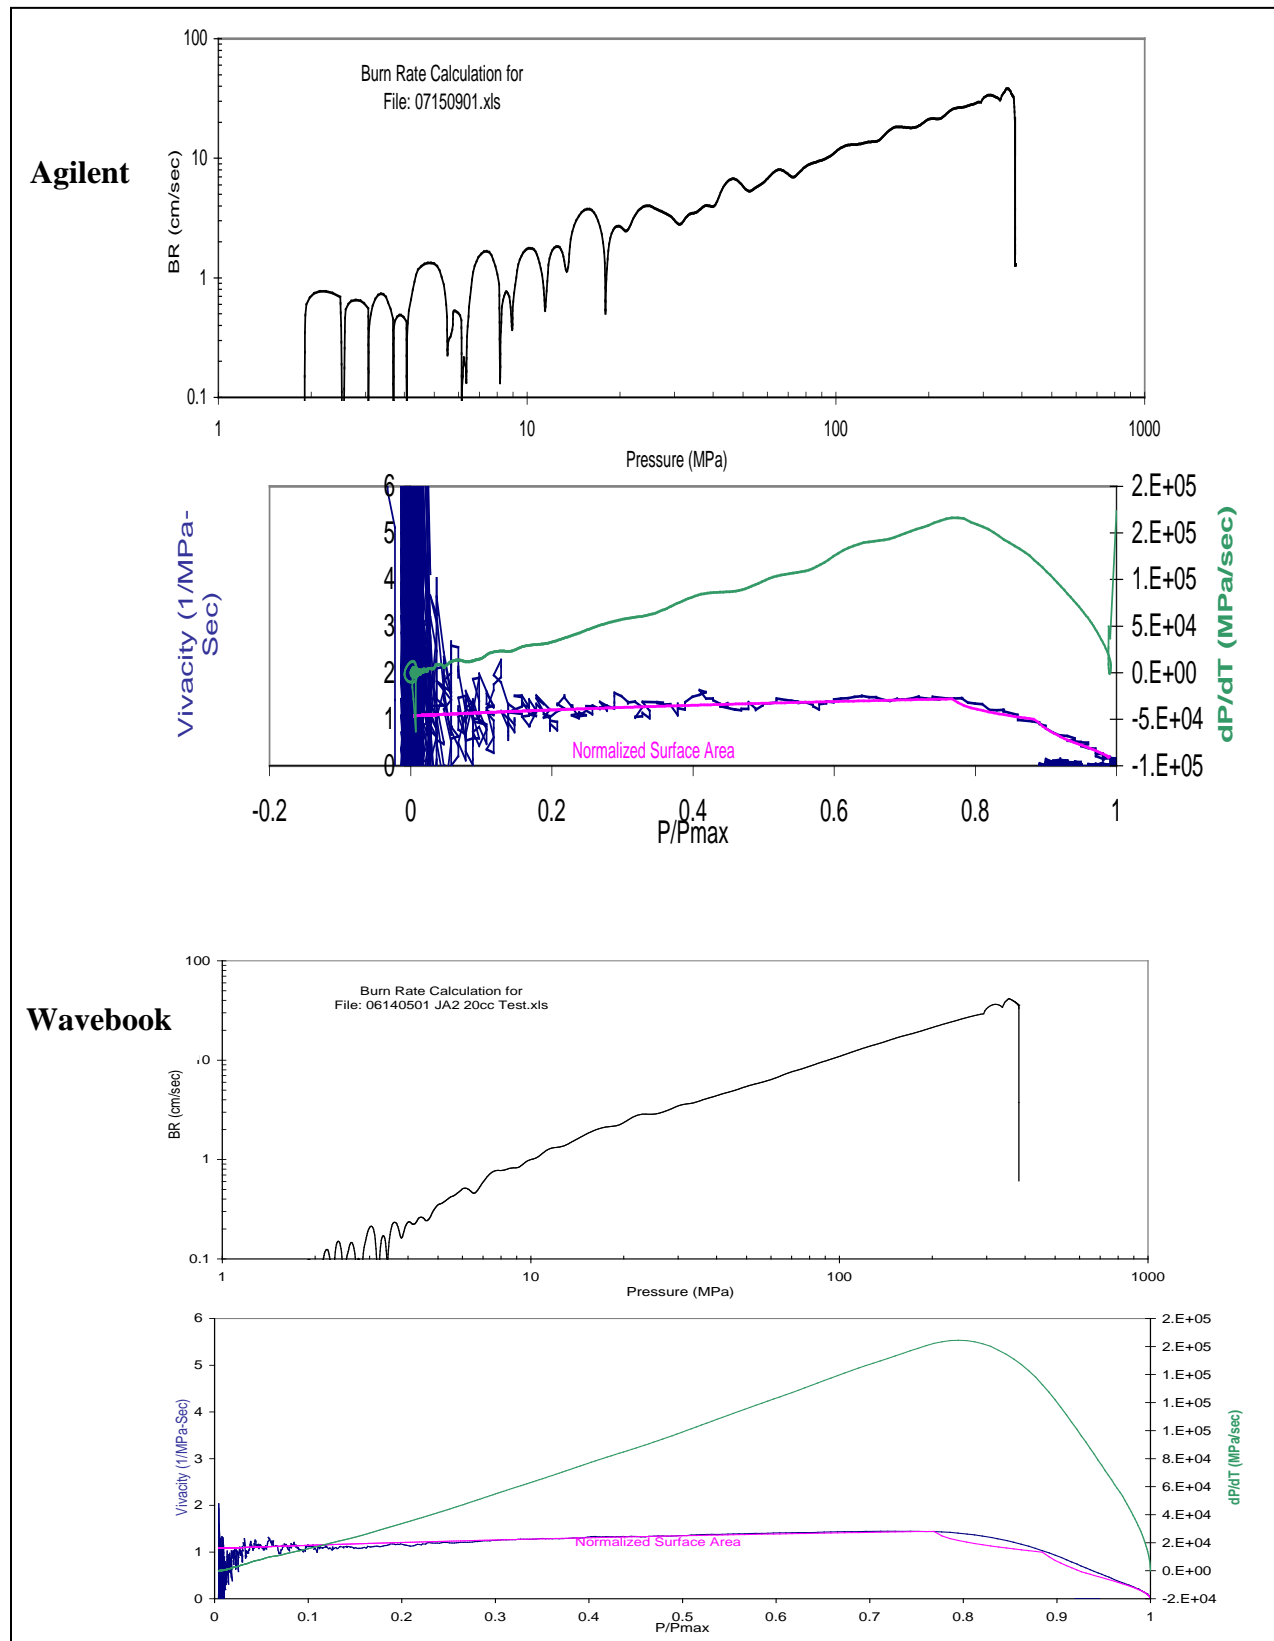 Agilent
100
10
1
0.1
BR (cm/sec)
Burn Rate Calculation for
File: 07150901.xls
1 10 100 1000
Pressure (MPa)
Vivacity (1/MPa-
Sec)
6
5
4
3
2
1
0
2.E+05
2.E+05
1.E+05
5.E+04
0.E+00
-5.E+04
-1.E+05
dP/dT (MPa/sec)
Normalized Surface Area
-0.2 0 0.2 0.4 0.6 0.8 1
P/Pmax
Wavebook
100
10
1
0.1
BR (cm/sec)
Burn Rate Calculation for
File: 06140501 JA2 20cc Test.xls
1 10 100 1000
Pressure (MPa)
Vivacity (1/MPa-Sec)
6
5
4
3
2
1
0
2.E+05
2.E+05
1.E+05
1.E+05
1.E+05
8.E+04
6.E+04
4.E+04
2.E+04
0.E+00
-2.E+04
dP/dT (MPa/sec)
Normalized Surface Area
0 0.1 0.2 0.3 0.4 0.5 0.6 0.7 0.8 0.9 1
P/Pmax